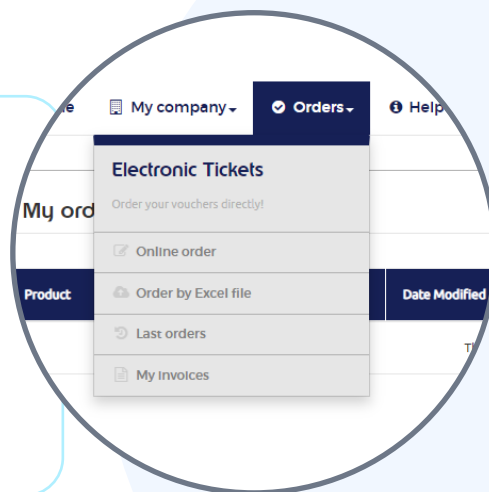 My company
Orders
Help
Electronic Tickets
Order your vouchers directly!
My ord
Online order
Order by Excel file
Product
Date Modified
Last orders
My Invoices